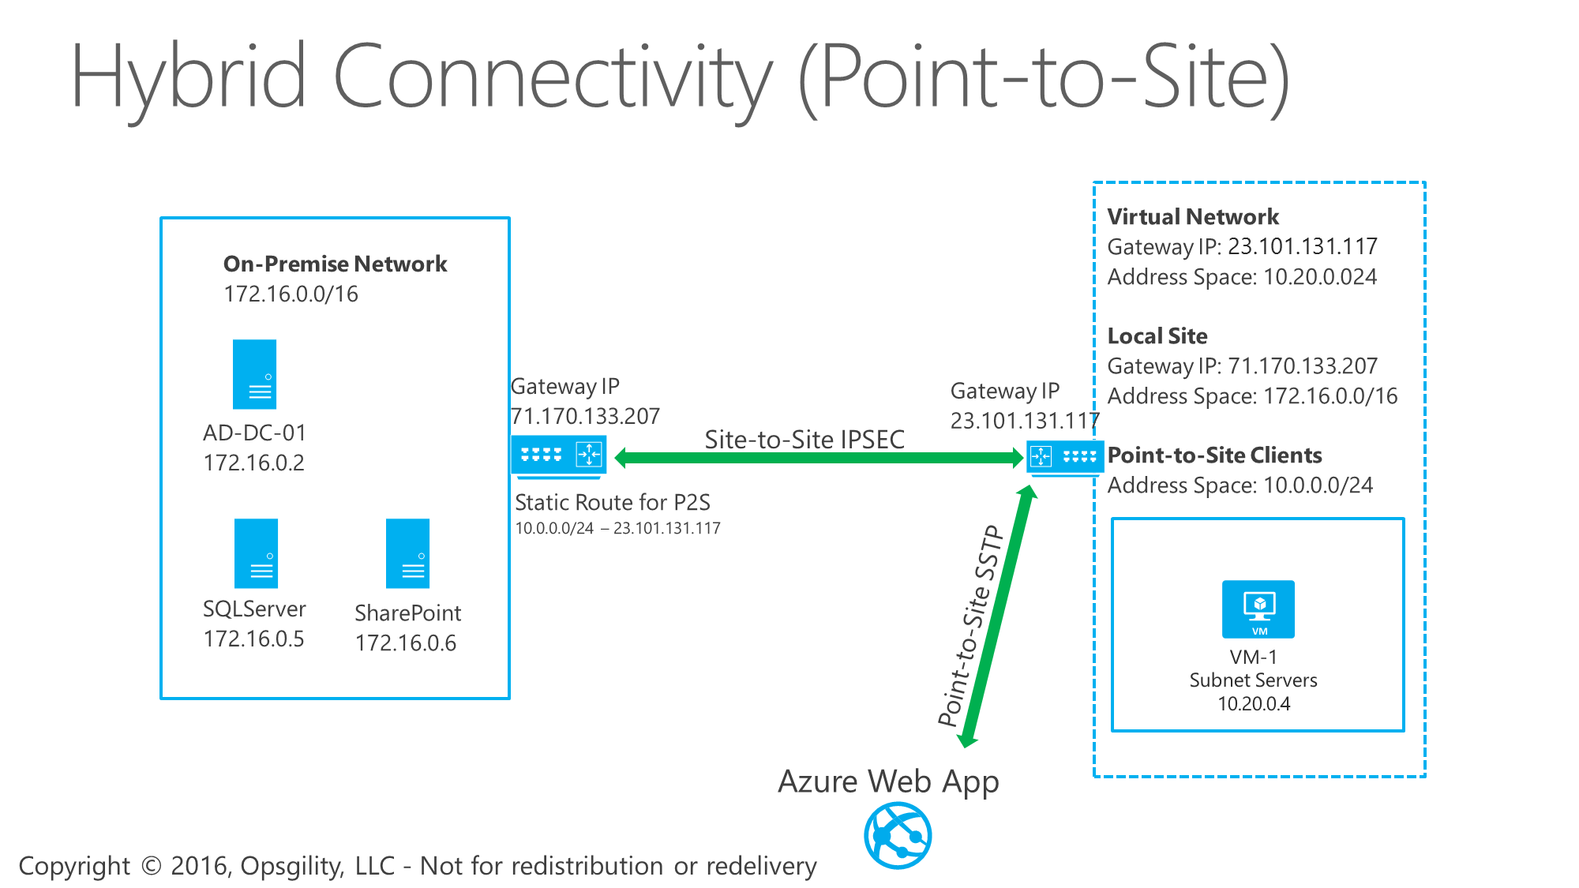 Hybrid Connectivity (Point-to-Site)
On-Premise Network
172.16.0.0/16
AD-DC-01
172.16.0.2
SQLServer
172.16.0.5
SharePoint
172.16.0.6
Gateway IP
71.170.133.207
Static Route for P2S
10.0.0.0/24 – 23.101.131.117
Site-to-Site IPSEC
Gateway IP
23.101.131.117
Point-to-Site SSTP
Azure Web App
Virtual Network
Gateway IP: 23.101.131.117
Address Space: 10.20.0.024
Local Site
Gateway IP: 71.170.133.207
Address Space: 172.16.0.0/16
Point-to-Site Clients
Address Space: 10.0.0.0/24
VM
VM-1
Subnet Servers
10.20.0.4
Copyright © 2016, Opsgility, LLC - Not for redistribution or redelivery